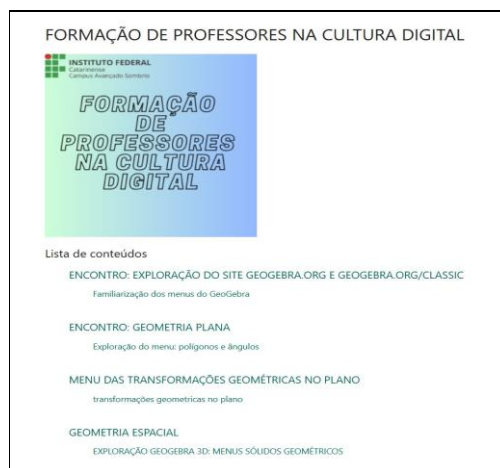 FORMAÇÃO DE PROFESSORES NA CULTURA DIGITAL
INSTITUTO FEDERAL
Catarinense
Campus Avançado Sombrio
FORMAÇÃO
DE
PROFESSORES
NA CULTURA
DIGITAL
Lista de conteúdos
ENCONTRO: EXPLORAÇÃO DO SITE GEOGEBRA.ORG E GEOGEBRA.ORG/CLASSIC
Familiarização dos menus do GeoGebra
ENCONTRO: GEOMETRIA PLANA
Exploração do menu: polígonos e ângulos
MENU DAS TRANSFORMAÇÕES GEOMÉTRICAS NO PLANO
transformações geometricas no plano
GEOMETRIA ESPACIAL
EXPLORAÇÃO GEOGEBRA 3D: MENUS SÓLIDOS GEOMÉTRICOS